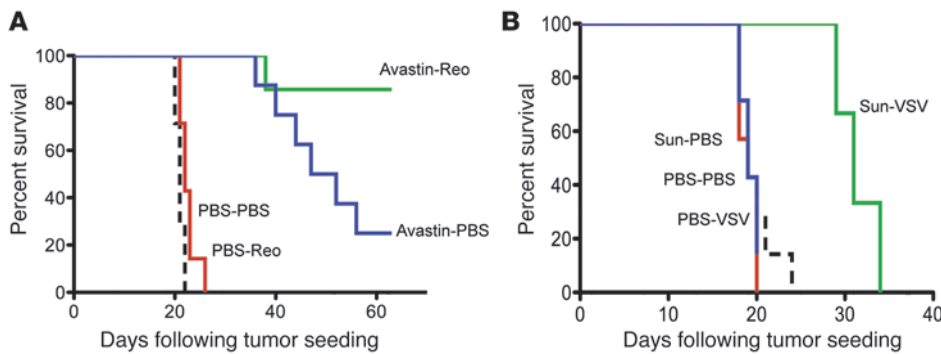 A
Percent survival
100
80
60
40
20
0
Avastin-Reo
PBS-PBS
PBS-Reo
Avastin-PBS
0 20 40 60
Days following tumor seeding
B
Percent survival
100
80
60
40
20
0
Sun-VSV
Sun-PBS
PBS-PBS
PBS-VSV
0 10 20 30 40
Days following tumor seeding